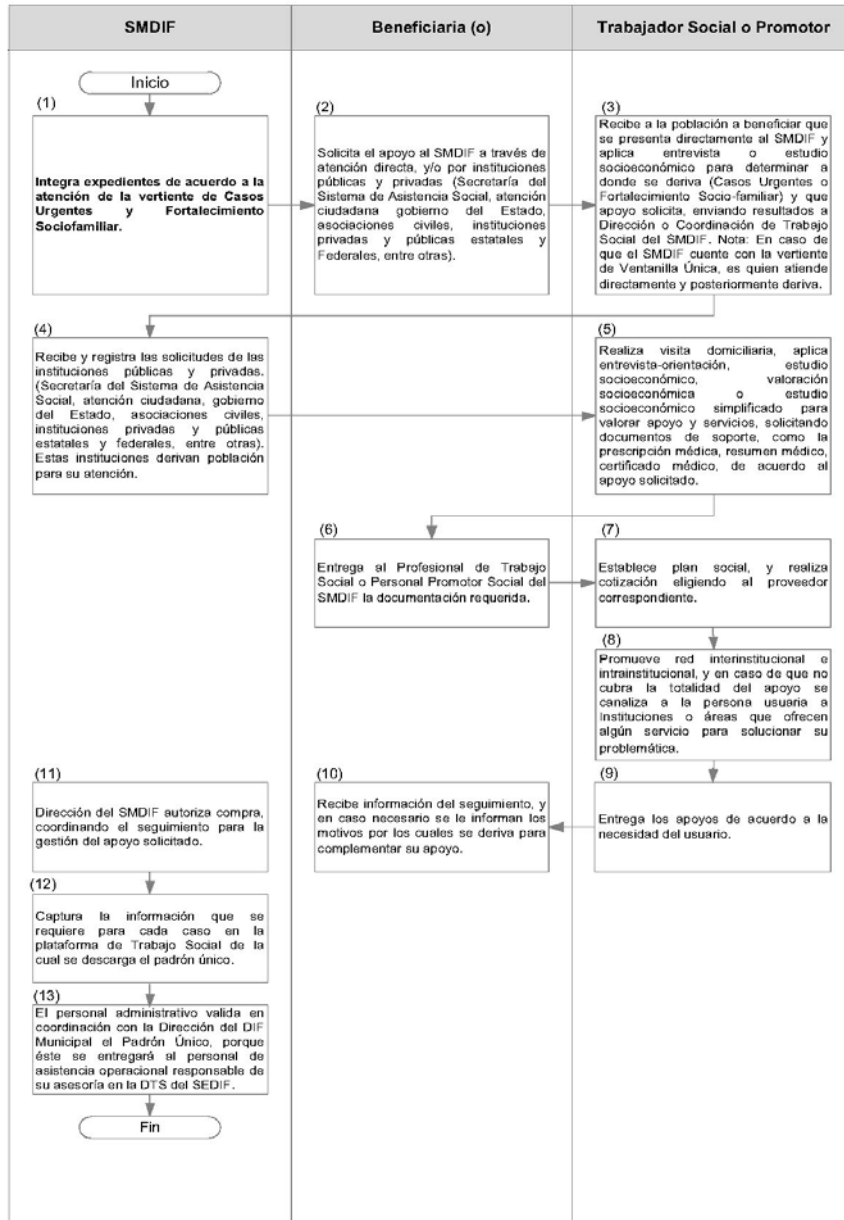 SMDIF
Beneficiaria (o)
Trabajador Social o Promotor
Inicio
(1)
Integra expedientes de acuerdo a la
atención de la vertiente de Casos
Urgentes y Fortalecimiento
Sociofamiliar.
(2)
Solicita el apoyo al SMDIF a través de
atención directa, y/o por instituciones
públicas y privadas (Secretaría del
Sistema de Asistencia Social, atención
ciudadana gobierno del Estado,
asociaciones civiles, instituciones
privadas y públicas estatales y
Federales, entre otras).
(3)
Recibe a la población a beneficiar que
se presenta directamente al SMDIF y
aplica entrevista o estudio
socioeconómico para determinar a
donde se deriva (Casos Urgentes o
Fortalecimiento Socio-familiar) y que
apoyo solicita, enviando resultados a
Dirección o Coordinación de Trabajo
Social del SMDIF. Nota: En caso de
que el SMDIF cuente con la vertiente
de Ventanilla Única, es quien atiende
directamente y posteriormente deriva.
(4)
Recibe y registra las solicitudes de las
instituciones públicas y privadas.
(Secretaría del Sistema de Asistencia
Social, atención ciudadana, gobierno
del Estado, asociaciones civiles,
instituciones privadas y públicas
estatales y federales, entre otras).
Estas instituciones derivan población
para su atención.
(5)
Realiza visita domiciliaria, aplica
entrevista-orientación, estudio
socioeconómico, valoración
socioeconómica o estudio
socioeconómico simplificado para
valorar apoyo y servicios, solicitando
documentos de soporte, como la
prescripción médica, resumen médico,
certificado médico, de acuerdo al
apoyo solicitado.
(6)
Entrega al Profesional de Trabajo
Social o Personal Promotor Social del
SMDIF la documentación requerida.
(7)
Establece plan social, y realiza
cotización eligiendo al proveedor
correspondiente.
(8)
Promueve red interinstitucional e
intrainstitucional, y en caso de que no
cubra la totalidad del apoyo se
canaliza a la persona usuaria a
Instituciones o áreas que ofrecen
algún servicio para solucionar su
problemática.
(9)
Entrega los apoyos de acuerdo a la
necesidad del usuario.
(10)
Recibe información del seguimiento, y
en caso necesario se le informan los
motivos por los cuales se deriva para
complementar su apoyo.
(11)
Dirección del SMDIF autoriza compra,
coordinando el seguimiento para la
gestión del apoyo solicitado.
(12)
Captura la información que se
requiere para cada caso en la
plataforma de Trabajo Social de la
cual se descarga el padrón único.
(13)
El personal administrativo valida en
coordinación con la Dirección del DIF
Municipal el Padrón Único, porque
éste se entregará al personal de
asistencia operacional responsable de
su asesoría en la DTS del SEDIF.
Fin